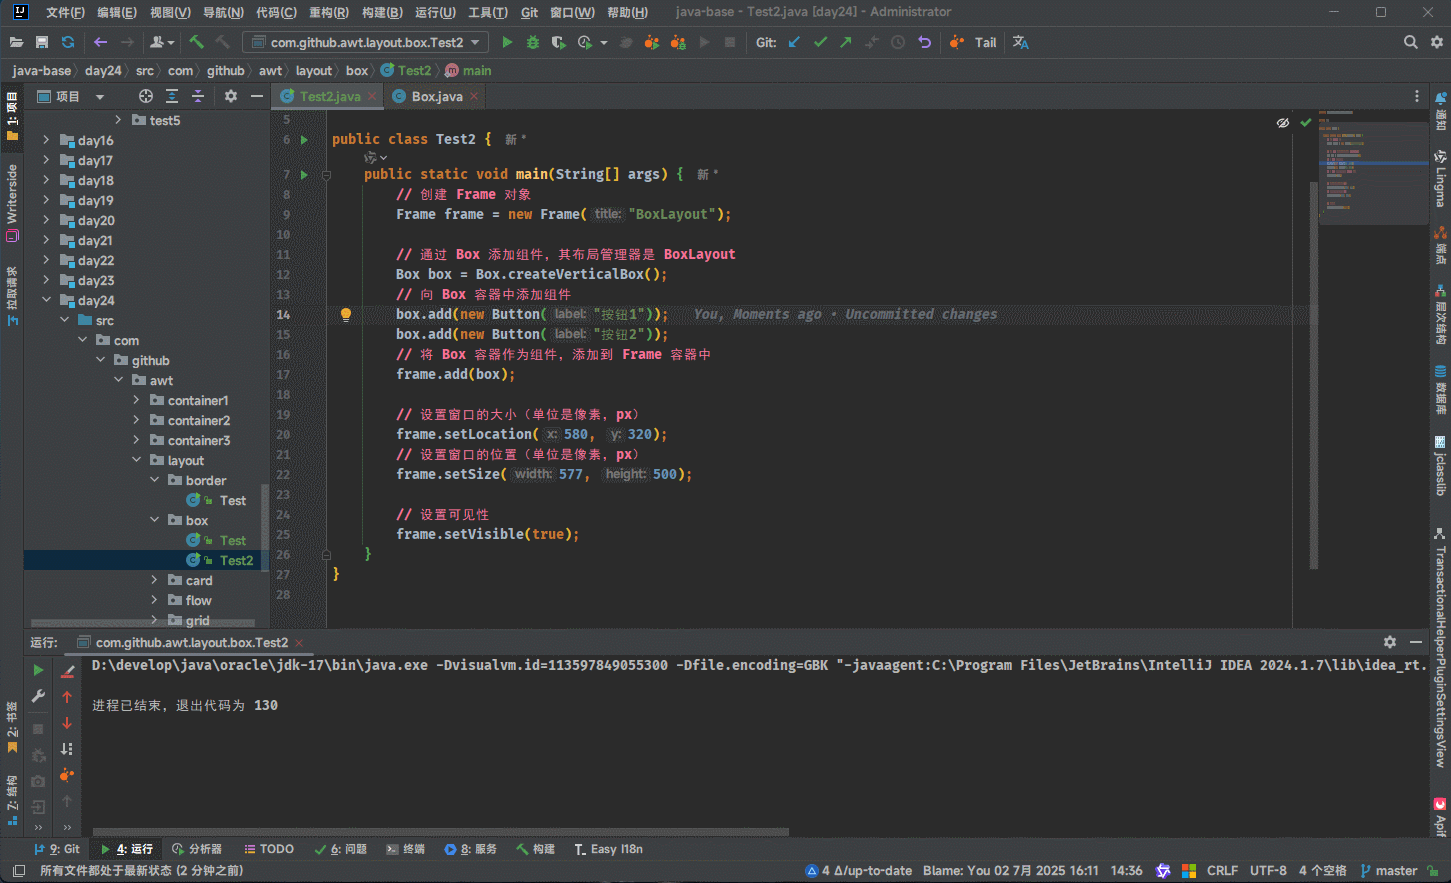 文件(F) 编辑(E) 视图(V) 导航(N) 代码(C) 重构(R) 构建(B) 运行(U) 工具(T) Git 窗口(W) 帮助(H) java-base - Test2.java [day24] - Administrator
com.github.awt.layout.box.Test2 Git: Tail
java-base day24 src com github awt layout box Test2 main
项目
Test2.java Box.java
1: 项目
Writerside
拉取请求
2: 书签
7: 结构
test5
day16
day17
day18
day19
day20
day21
day22
day23
day24
src
com
github
awt
container1
container2
container3
layout
border
Test
box
Test
Test2
card
flow
grid
5
6 public class Test2 { 新 *
7 public static void main(String[] args) { 新 *
8 // 创建 Frame 对象
9 Frame frame = new Frame( title: "BoxLayout");
10
11 // 通过 Box 添加组件，其布局管理器是 BoxLayout
12 Box box = Box.createVerticalBox();
13 // 向 Box 容器中添加组件
14 box.add(new Button( label: "按钮1")); You, Moments ago • Uncommitted changes
15 box.add(new Button( label: "按钮2"));
16 // 将 Box 容器作为组件，添加到 Frame 容器中
17 frame.add(box);
18
19 // 设置窗口的大小（单位是像素，px）
20 frame.setLocation( x: 580, y: 320);
21 // 设置窗口的位置（单位是像素，px）
22 frame.setSize( width: 577, height: 500);
23
24 // 设置可见性
25 frame.setVisible(true);
26 }
27 }
28
通知
Lingma
端点
层次结构
数据库
jclasslib
TransactionalHelperPluginSettingsView
Apif
运行: com.github.awt.layout.box.Test2
D:\develop\java\oracle\jdk-17\bin\java.exe -Dvisualvm.id=113597849055300 -Dfile.encoding=GBK "-javaagent:C:\Program Files\JetBrains\IntelliJ IDEA 2024.1.7\lib\idea_rt.
进程已结束，退出代码为 130
9: Git 4: 运行 分析器 TODO 6: 问题 终端 8: 服务 构建 Easy I18n
所有文件都处于最新状态 (2 分钟之前) 4 Δ/up-to-date Blame: You 02 7月 2025 16:11 14:36 CRLF UTF-8 4 个空格 master